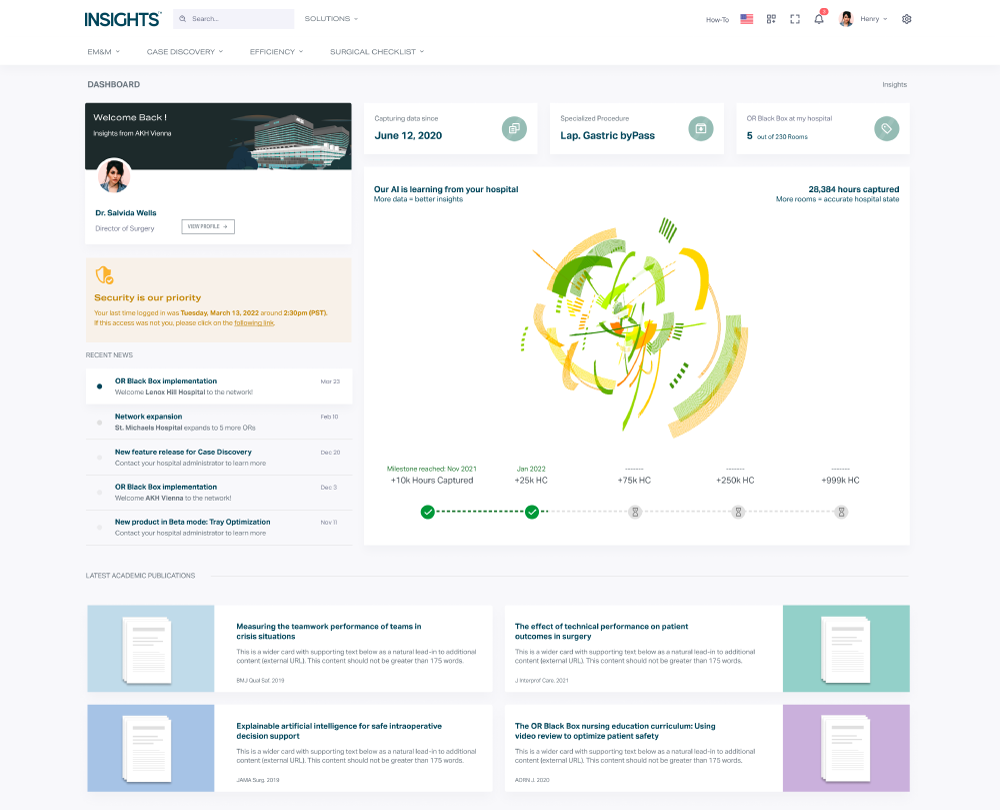 INSIGHTS™
Search...
SOLUTIONS
How-To
2
Henry
EM&M
CASE DISCOVERY
EFFICIENCY
SURGICAL CHECKLIST
DASHBOARD
Insights
Welcome Back !
Insights from AKH Vienna
Dr. Salvida Wells
Director of Surgery
VIEW PROFILE →
Capturing data since
June 12, 2020
Specialized Procedure
Lap. Gastric byPass
OR Black Box at my hospital
5 out of 230 Rooms
Security is our priority
Your last time logged in was Tuesday, March 13, 2022 around 2:30pm (PST).
If this access was not you, please click on the following link.
RECENT NEWS
OR Black Box implementation
Mar 23
Welcome Lenox Hill Hospital to the network!
Network expansion
Feb 10
St. Michaels Hospital expands to 5 more ORs
New feature release for Case Discovery
Dec 20
Contact your hospital administrator to learn more
OR Black Box implementation
Dec 3
Welcome AKH Vienna to the network!
New product in Beta mode: Tray Optimization
Nov 11
Contact your hospital administrator to learn more
Our AI is learning from your hospital
More data = better insights
28,384 hours captured
More rooms = accurate hospital state
Milestone reached: Nov 2021
+10k Hours Captured
Jan 2022
+25k HC
-------
+75k HC
-------
+250k HC
-------
+999k HC
LATEST ACADEMIC PUBLICATIONS
Measuring the teamwork performance of teams in
crisis situations
This is a wider card with supporting text below as a natural lead-in to additional
content (external URL). This content should not be greater than 175 words.
BMJ Qual Saf. 2019
The effect of technical performance on patient
outcomes in surgery
This is a wider card with supporting text below as a natural lead-in to additional
content (external URL). This content should not be greater than 175 words.
J Interprof Care. 2021
Explainable artificial intelligence for safe intraoperative
decision support
This is a wider card with supporting text below as a natural lead-in to additional
content (external URL). This content should not be greater than 175 words.
JAMA Surg. 2019
The OR Black Box nursing education curriculum: Using
video review to optimize patient safety
This is a wider card with supporting text below as a natural lead-in to additional
content (external URL). This content should not be greater than 175 words.
AORN J. 2020